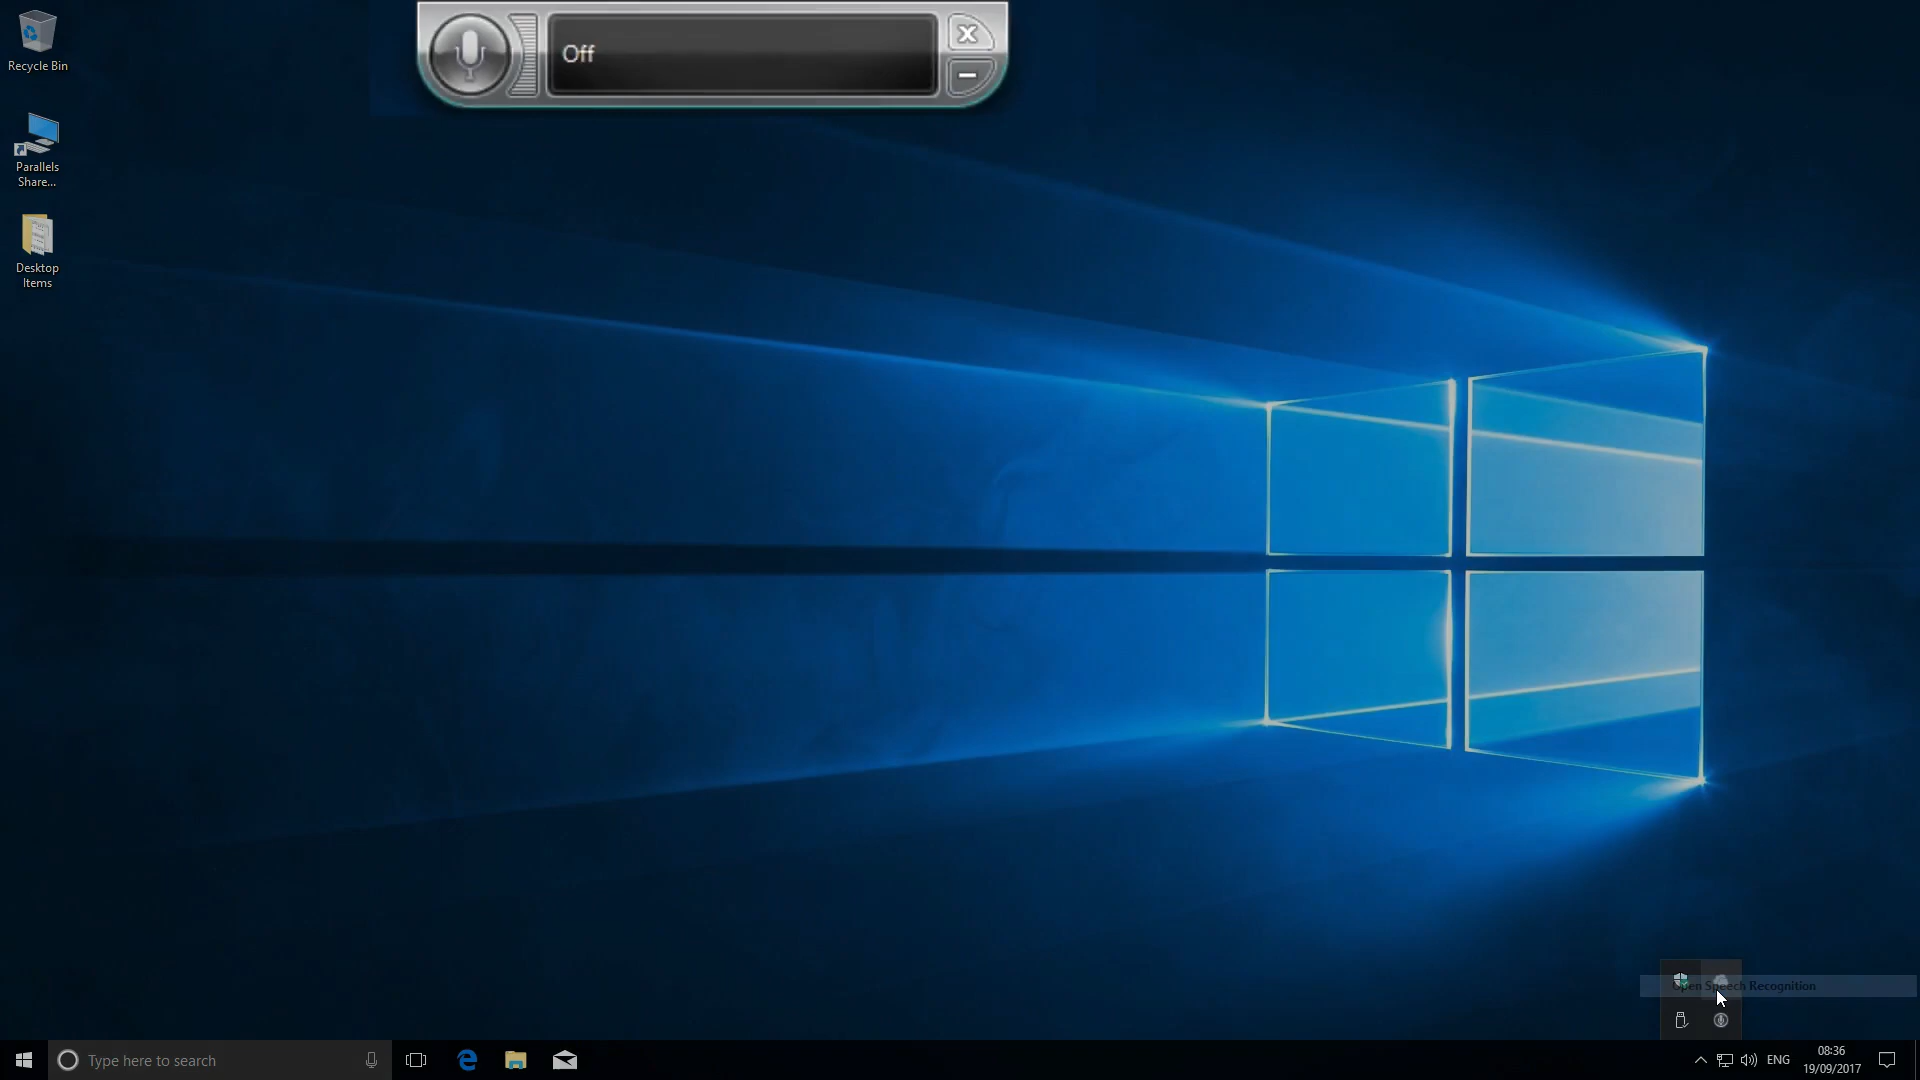 Off
Recycle Bin
Parallels
Share...
Desktop
Items
Open Speech Recognition
Type here to search
ENG
08:36
19/09/2017